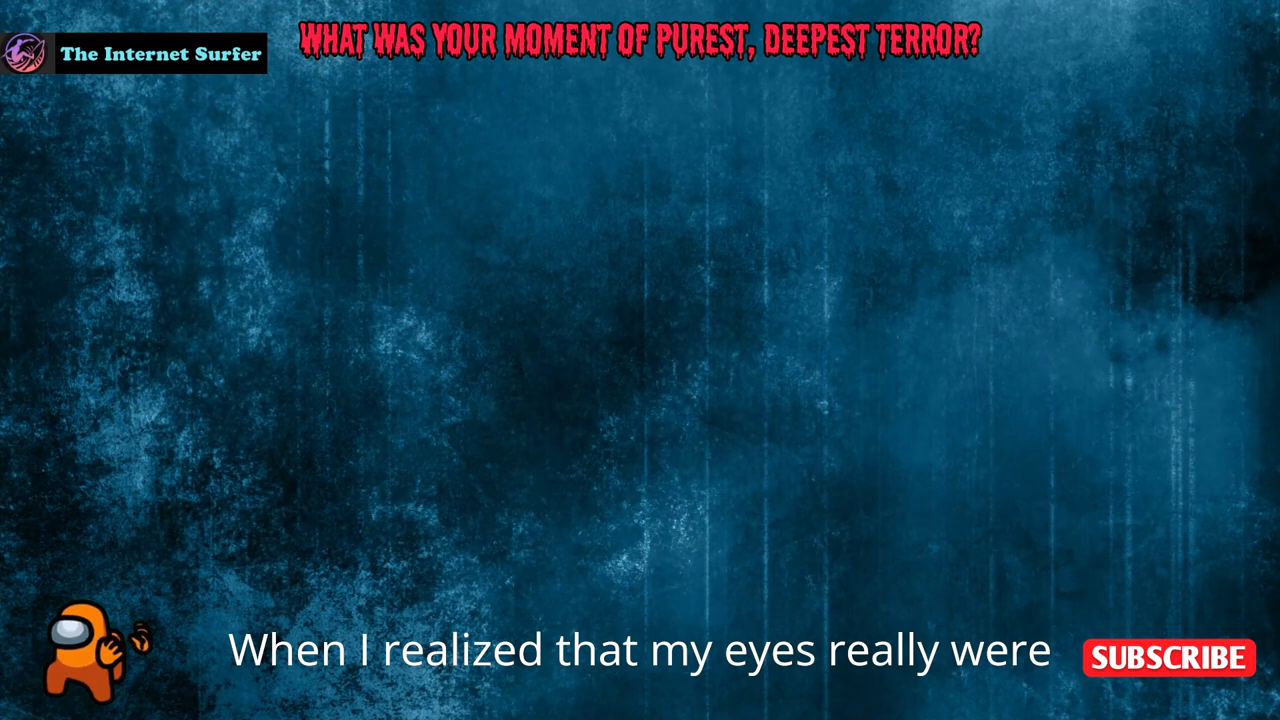 WHAT WAS YOUR MOMENT OF PUREST, DEEPEST TERROR?
The Internet Surfer
When I realized that my eyes really were
SUBSCRIBE